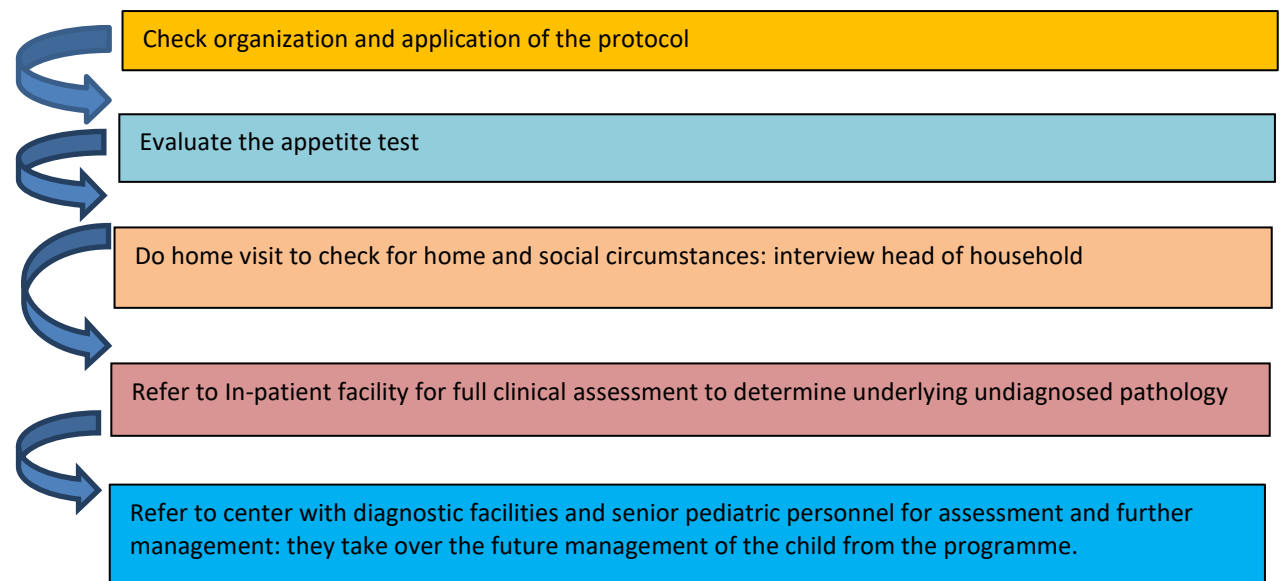 Check organization and application of the protocol
Evaluate the appetite test
Do home visit to check for home and social circumstances: interview head of household
Refer to In-patient facility for full clinical assessment to determine underlying undiagnosed pathology
Refer to center with diagnostic facilities and senior pediatric personnel for assessment and further
management: they take over the future management of the child from the programme.